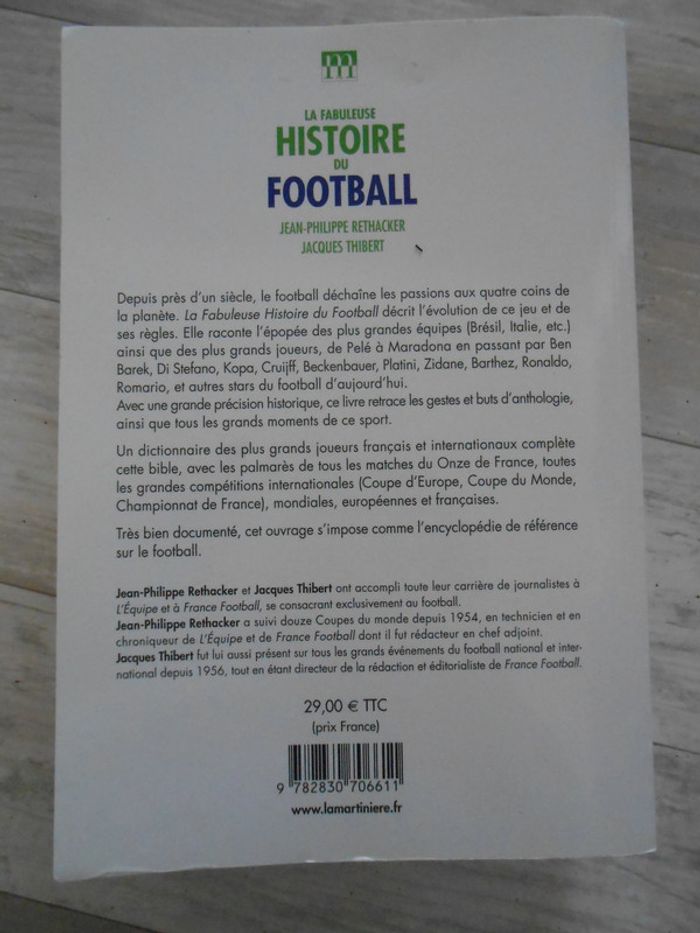 m
LA FABULEUSE
HISTOIRE
DU
FOOTBALL
JEAN-PHILIPPE RETHACKER
JACQUES THIBERT
Depuis près d'un siècle, le football déchaîne les passions aux quatre coins de
la planète. La Fabuleuse Histoire du Football décrit l'évolution de ce jeu et de
ses règles. Elle raconte l'épopée des plus grandes équipes (Brésil, Italie, etc.)
ainsi que des plus grands joueurs, de Pelé à Maradona en passant par Ben
Barek, Di Stefano, Kopa, Cruijff, Beckenbauer, Platini, Zidane, Barthez, Ronaldo,
Romario, et autres stars du football d'aujourd'hui.
Avec une grande précision historique, ce livre retrace les gestes et buts d'anthologie,
ainsi que tous les grands moments de ce sport.
Un dictionnaire des plus grands joueurs français et internationaux complète
cette bible, avec les palmarès de tous les matches du Onze de France, toutes
les grandes compétitions internationales (Coupe d'Europe, Coupe du Monde,
Championnat de France), mondiales, européennes et françaises.
Très bien documenté, cet ouvrage s'impose comme l'encyclopédie de référence
sur le football.
Jean-Philippe Rethacker et Jacques Thibert ont accompli toute leur carrière de journalistes à
L'Équipe et à France Football, se consacrant exclusivement au football.
Jean-Philippe Rethacker a suivi douze Coupes du monde depuis 1954, en technicien et en
chroniqueur de L'Équipe et de France Football dont il fut rédacteur en chef adjoint.
Jacques Thibert fut lui aussi présent sur tous les grands événements du football national et inter-
national depuis 1956, tout en étant directeur de la rédaction et éditorialiste de France Football.
29,00 € TTC
(prix France)
9 782830 706611
www.lamartiniere.fr